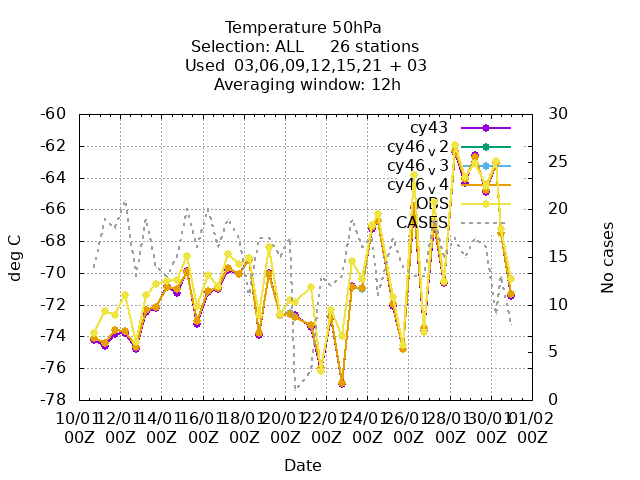 Temperature 50hPa
Selection: ALL 26 stations
Used 03,06,09,12,15,21 + 03
Averaging window: 12h
-60
-62
-64
-66
-68
-70
-72
-74
-76
-78
deg C
30
25
20
15
10
5
0
No cases
cy43
cy46v2
cy46v3
cy46v4
OBS
CASES
10/01 12/01 14/01 16/01 18/01 20/01 22/01 24/01 26/01 28/01 30/01 01/02
00Z 00Z 00Z 00Z 00Z 00Z 00Z 00Z 00Z 00Z 00Z 00Z
Date